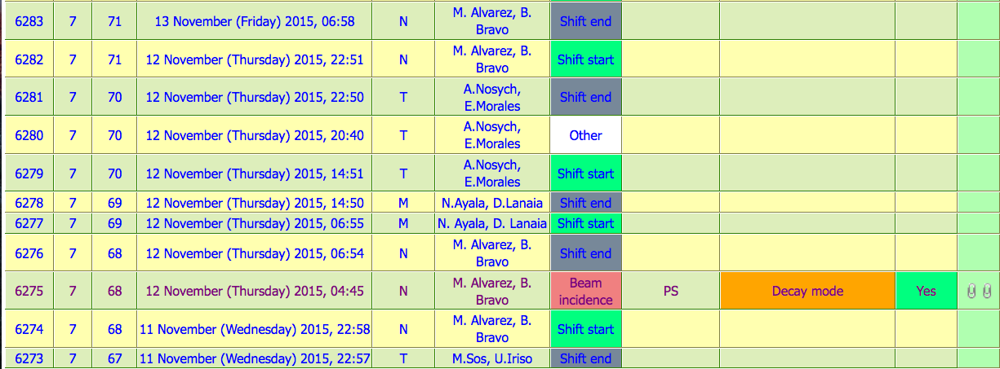 6283 7 71 13 November (Friday) 2015, 06:58 N M. Alvarez, B. Bravo Shift end
6282 7 71 12 November (Thursday) 2015, 22:51 N M. Alvarez, B. Bravo Shift start
6281 7 70 12 November (Thursday) 2015, 22:50 T A.Nosych, E.Morales Shift end
6280 7 70 12 November (Thursday) 2015, 20:40 T A.Nosych, E.Morales Other
6279 7 70 12 November (Thursday) 2015, 14:51 T A.Nosych, E.Morales Shift start
6278 7 69 12 November (Thursday) 2015, 14:50 M N.Ayala, D.Lanaia Shift end
6277 7 69 12 November (Thursday) 2015, 06:55 M N. Ayala, D. Lanaia Shift start
6276 7 68 12 November (Thursday) 2015, 06:54 N M. Alvarez, B. Bravo Shift end
6275 7 68 12 November (Thursday) 2015, 04:45 N M. Alvarez, B. Bravo Beam incidence PS Decay mode Yes
6274 7 68 11 November (Wednesday) 2015, 22:58 N M. Alvarez, B. Bravo Shift start
6273 7 67 11 November (Wednesday) 2015, 22:57 T M.Sos, U.Iriso Shift end